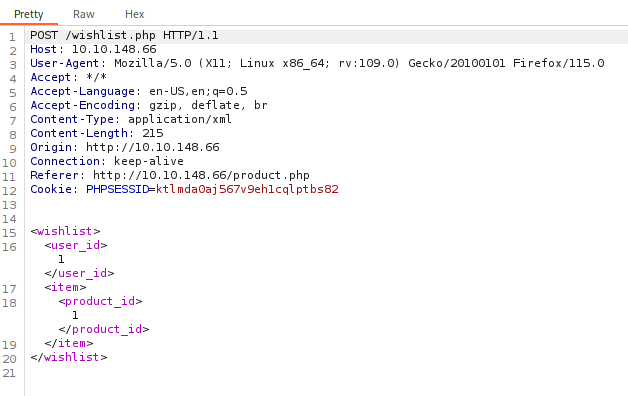 Pretty Raw Hex
1 POST /wishlist.php HTTP/1.1
2 Host: 10.10.148.66
3 User-Agent: Mozilla/5.0 (X11; Linux x86_64; rv:109.0) Gecko/20100101 Firefox/115.0
4 Accept: */*
5 Accept-Language: en-US,en;q=0.5
6 Accept-Encoding: gzip, deflate, br
7 Content-Type: application/xml
8 Content-Length: 215
9 Origin: http://10.10.148.66
10 Connection: keep-alive
11 Referer: http://10.10.148.66/product.php
12 Cookie: PHPSESSID=ktlmda0aj567v9eh1cqlptbs82
13
14
15 <wishlist>
16 <user_id>
1
</user_id>
17 <item>
18 <product_id>
1
</product_id>
19 </item>
20 </wishlist>
21